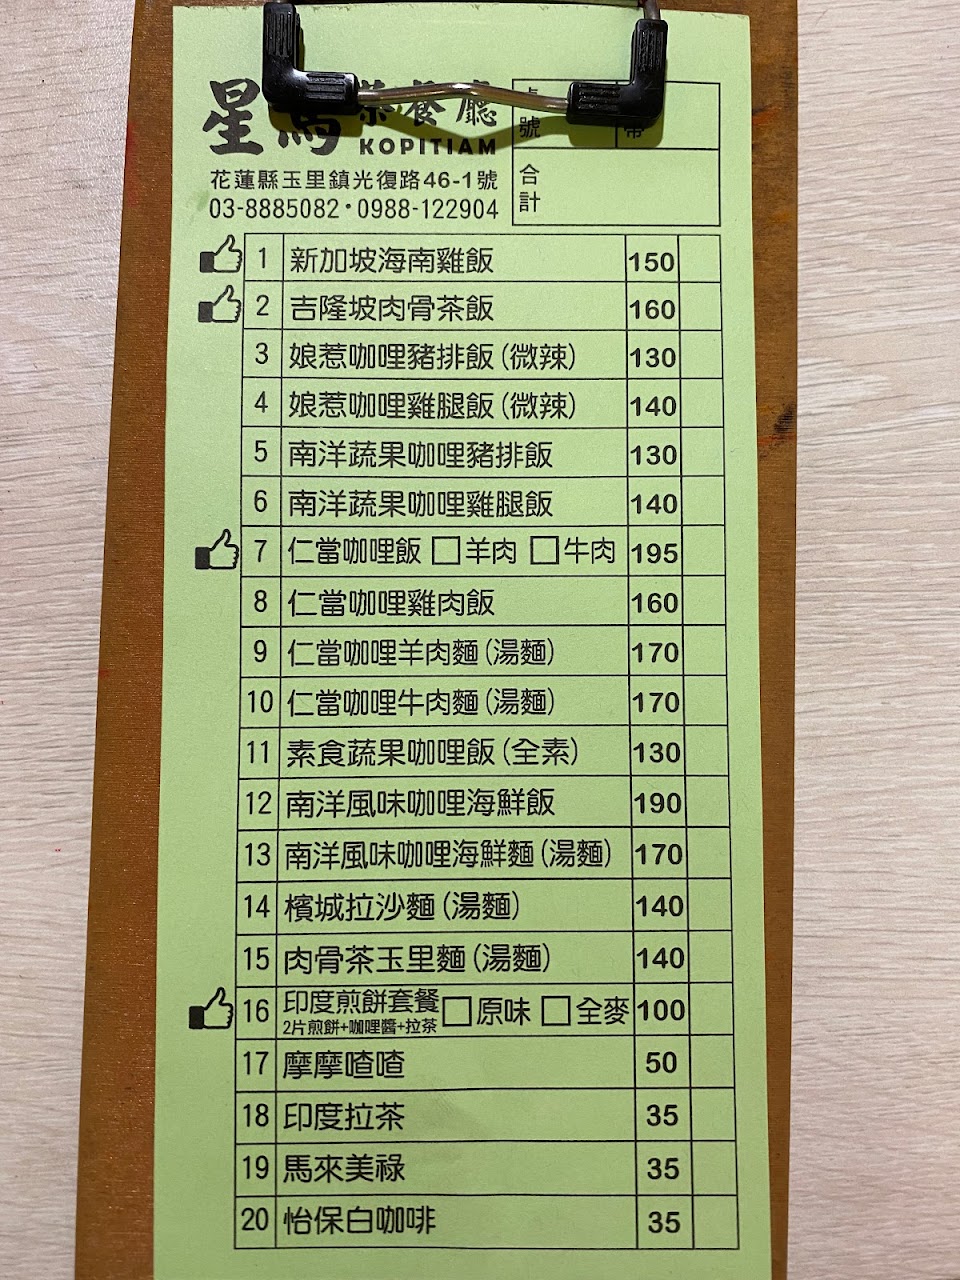 星馬茶餐廳
KOPITIAM
花蓮縣玉里鎮光復路46-1號
03-8885082・0988-122904
號
合計
1 新加坡海南雞飯 150
2 吉隆坡肉骨茶飯 160
3 娘惹咖哩豬排飯(微辣) 130
4 娘惹咖哩雞腿飯(微辣) 140
5 南洋蔬果咖哩豬排飯 130
6 南洋蔬果咖哩雞腿飯 140
7 仁當咖哩飯 □羊肉 □牛肉 195
8 仁當咖哩雞肉飯 160
9 仁當咖哩羊肉麵(湯麵) 170
10 仁當咖哩牛肉麵(湯麵) 170
11 素食蔬果咖哩飯(全素) 130
12 南洋風味咖哩海鮮飯 190
13 南洋風味咖哩海鮮麵(湯麵) 170
14 檳城拉沙麵(湯麵) 140
15 肉骨茶玉里麵(湯麵) 140
16 印度煎餅套餐 □原味 □全麥 100
2片煎餅+咖哩醬+拉茶
17 摩摩喳喳 50
18 印度拉茶 35
19 馬來美祿 35
20 怡保白咖啡 35